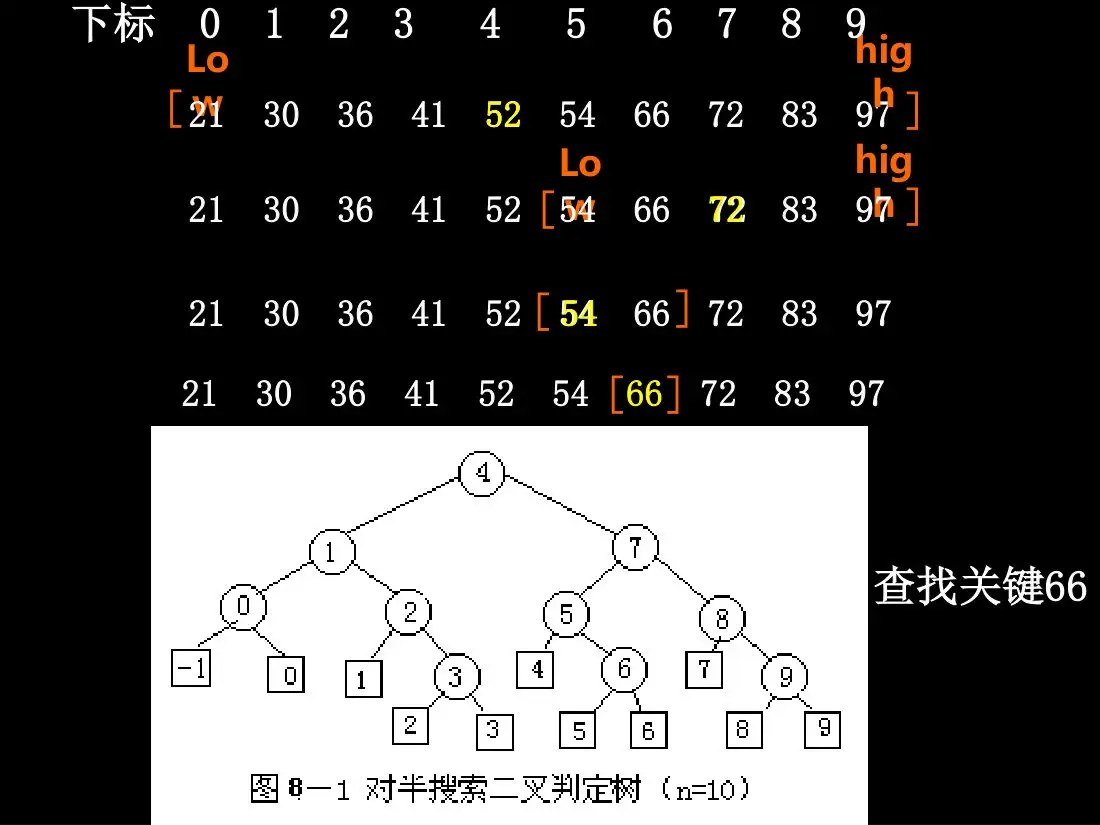 下标 0 1 2 3 4 5 6 7 8 9
Low high
[21 30 36 41 52 54 66 72 83 97]
Low high
21 30 36 41 52 [54 66 72 83 97]
21 30 36 41 52 [54 66] 72 83 97
21 30 36 41 52 54 [66] 72 83 97
4
1 7
0 2 5 8
-1 0 1 3 4 6 7 9
2 3 5 6 8 9
查找关键66
图 8-1 对半搜索二叉判定树 (n=10)